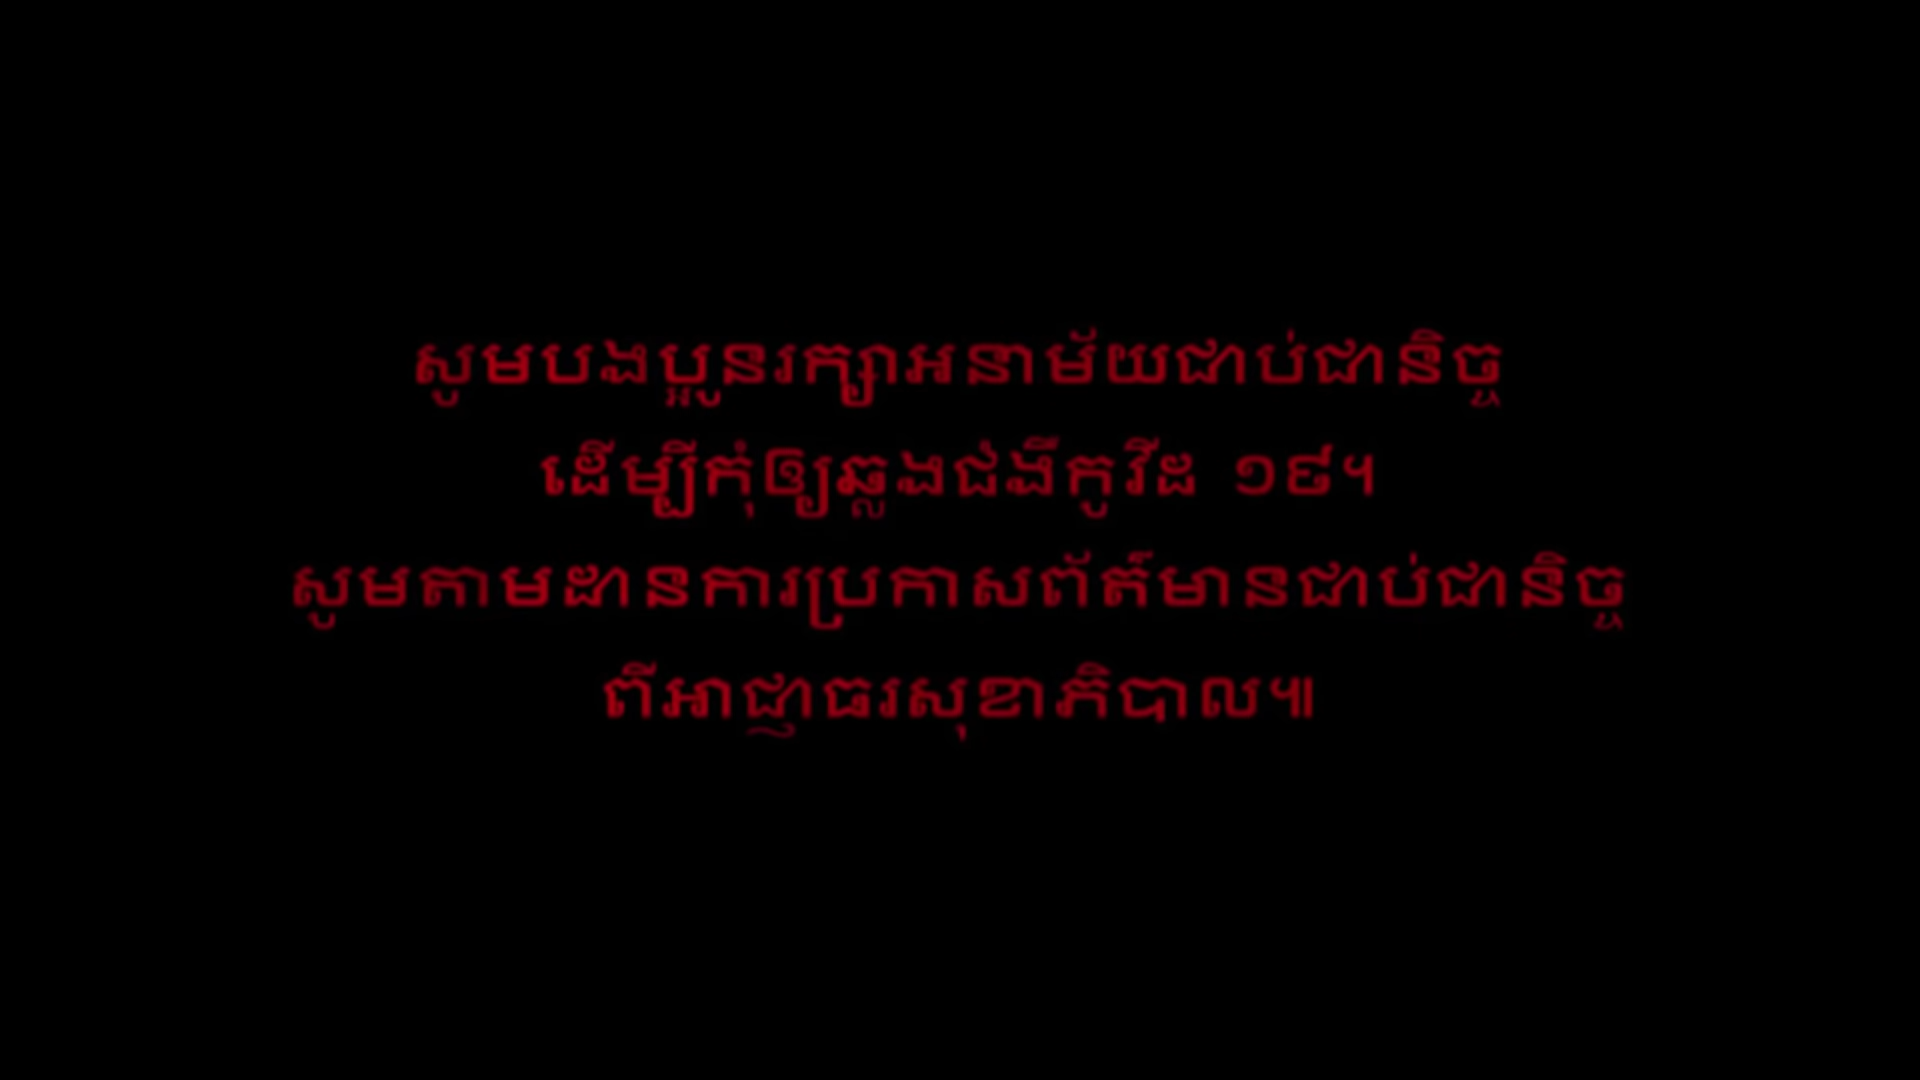 សូមបងប្អូនរក្សាអនាម័យជាប់ជានិច្ច
ដើម្បីកុំឲ្យឆ្លងជំងឺកូវីដ ១៩។
សូមតាមដានការប្រកាសព័ត៌មានជាប់ជានិច្ច
ពីអាជ្ញាធរសុខាភិបាល៕